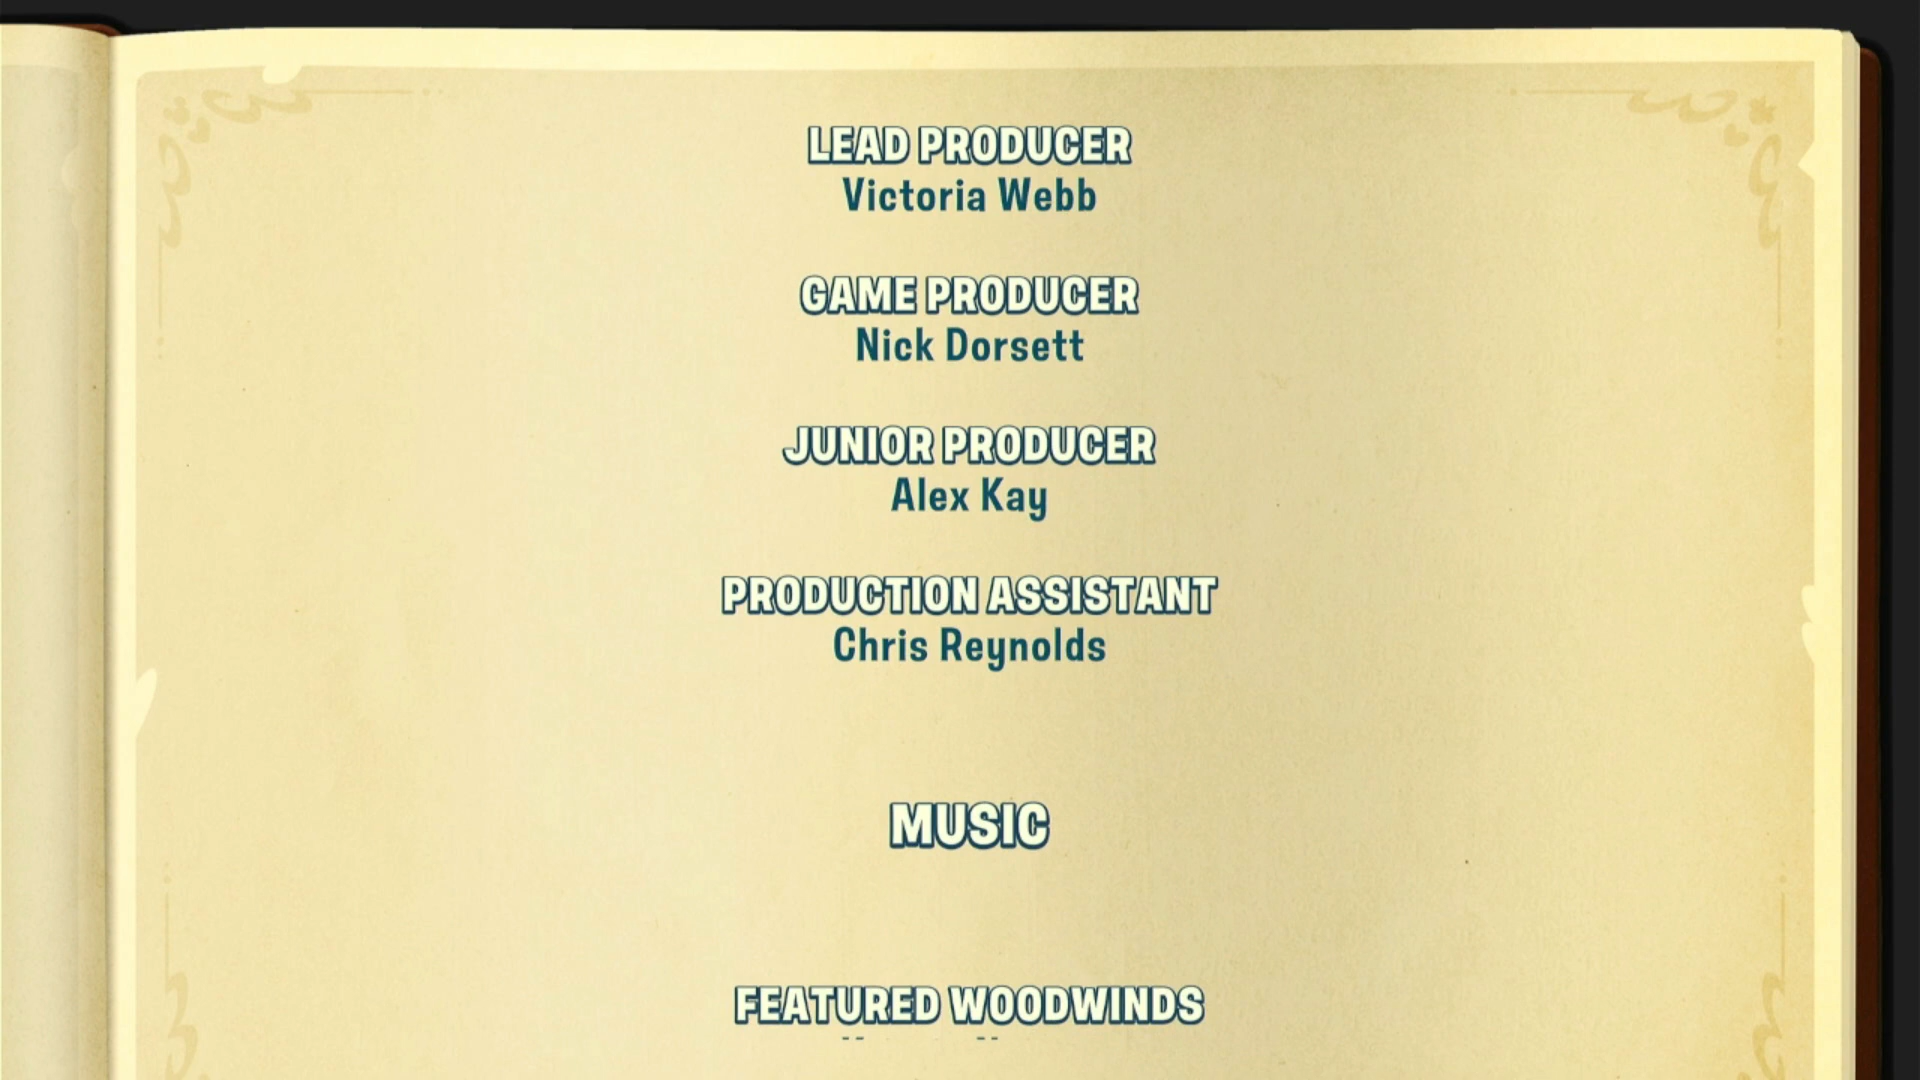 LEAD PRODUCER
Victoria Webb
GAME PRODUCER
Nick Dorsett
JUNIOR PRODUCER
Alex Kay
PRODUCTION ASSISTANT
Chris Reynolds
MUSIC
FEATURED WOODWINDS